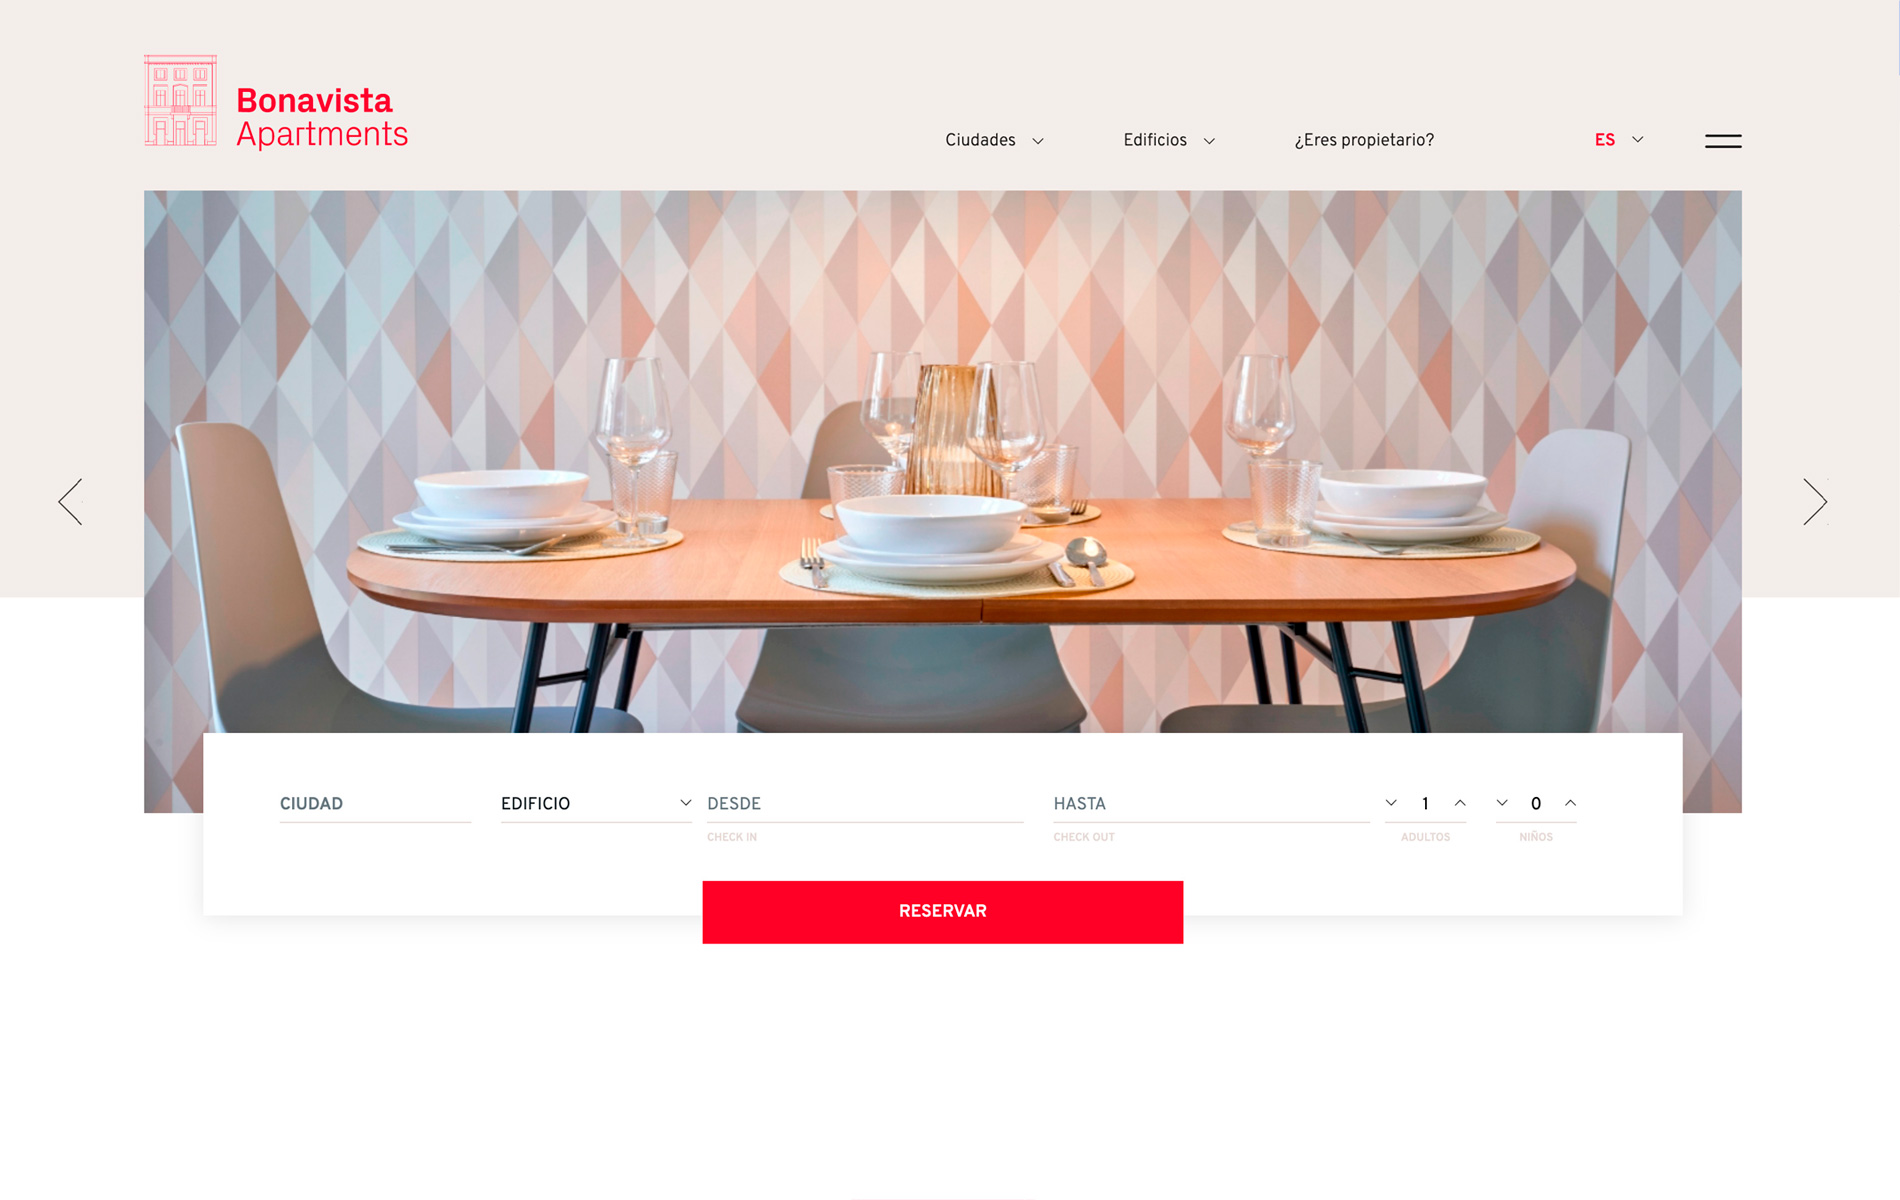 Bonavista
Apartments
Ciudades
Edificios
¿Eres propietario?
ES
CIUDAD
EDIFICIO
DESDE
HASTA
1
0
CHECK IN
CHECK OUT
ADULTOS
NIÑOS
RESERVAR